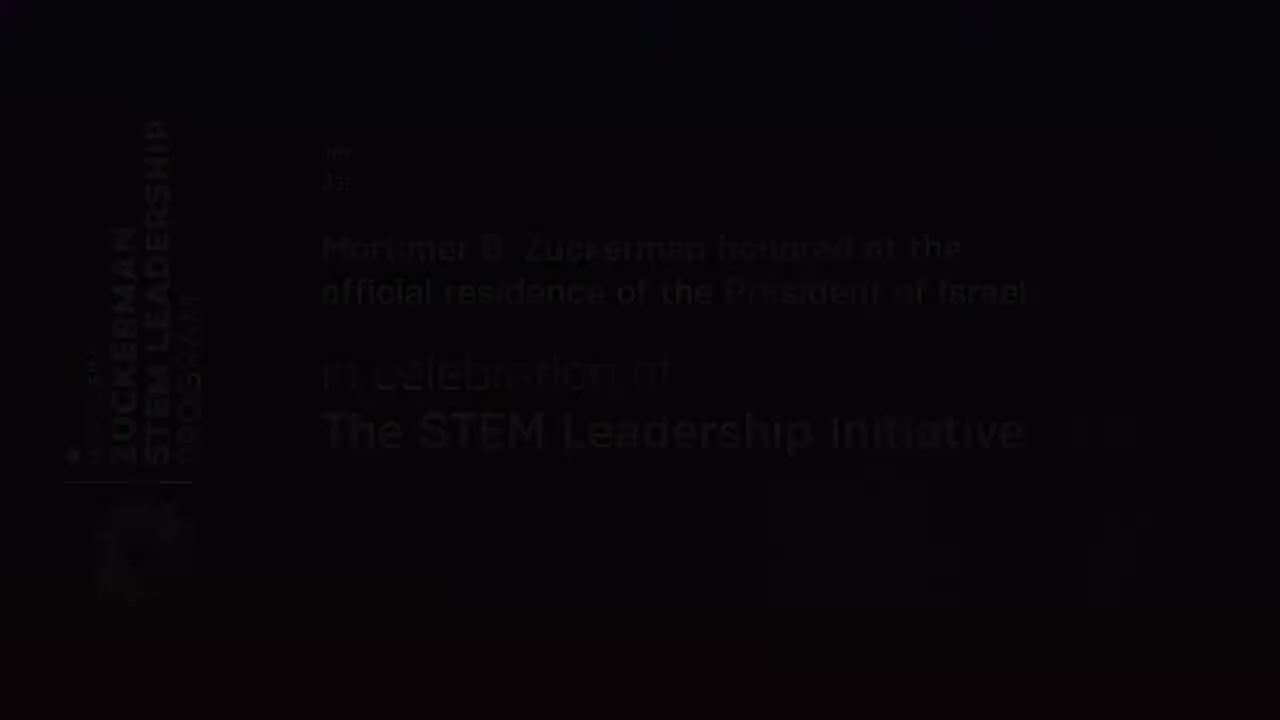 ZUCKERMAN
STEM LEADERSHIP
PROGRAM
Mortimer B. Zuckerman honored at the
official residence of the President of Israel
in celebration of
The STEM Leadership Initiative